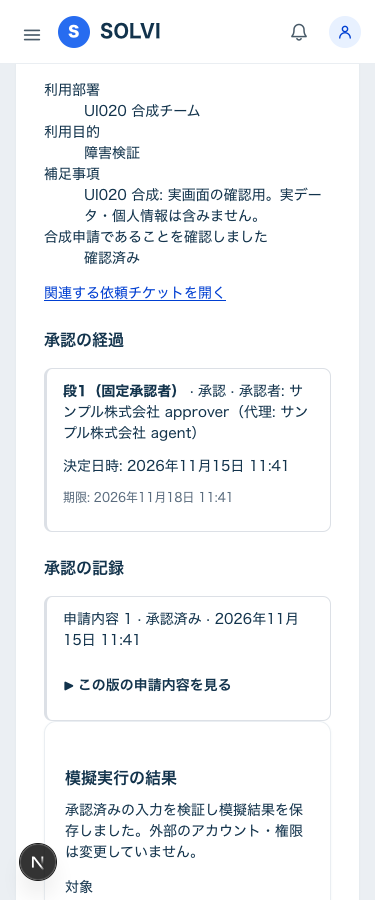 S SOLVI
利用部署
UI020 合成チーム
利用目的
障害検証
補足事項
UI020 合成: 実画面の確認用。実デー
タ・個人情報は含みません。
合成申請であることを確認しました
確認済み
関連する依頼チケットを開く
承認の経過
段1（固定承認者） · 承認 · 承認者: サ
ンプル株式会社 approver（代理: サン
プル株式会社 agent）
決定日時: 2026年11月15日 11:41
期限: 2026年11月18日 11:41
承認の記録
申請内容 1 · 承認済み · 2026年11月
15日 11:41
▶ この版の申請内容を見る
模擬実行の結果
承認済みの入力を検証し模擬結果を保
存しました。外部のアカウント・権限
は変更していません。
N
対象